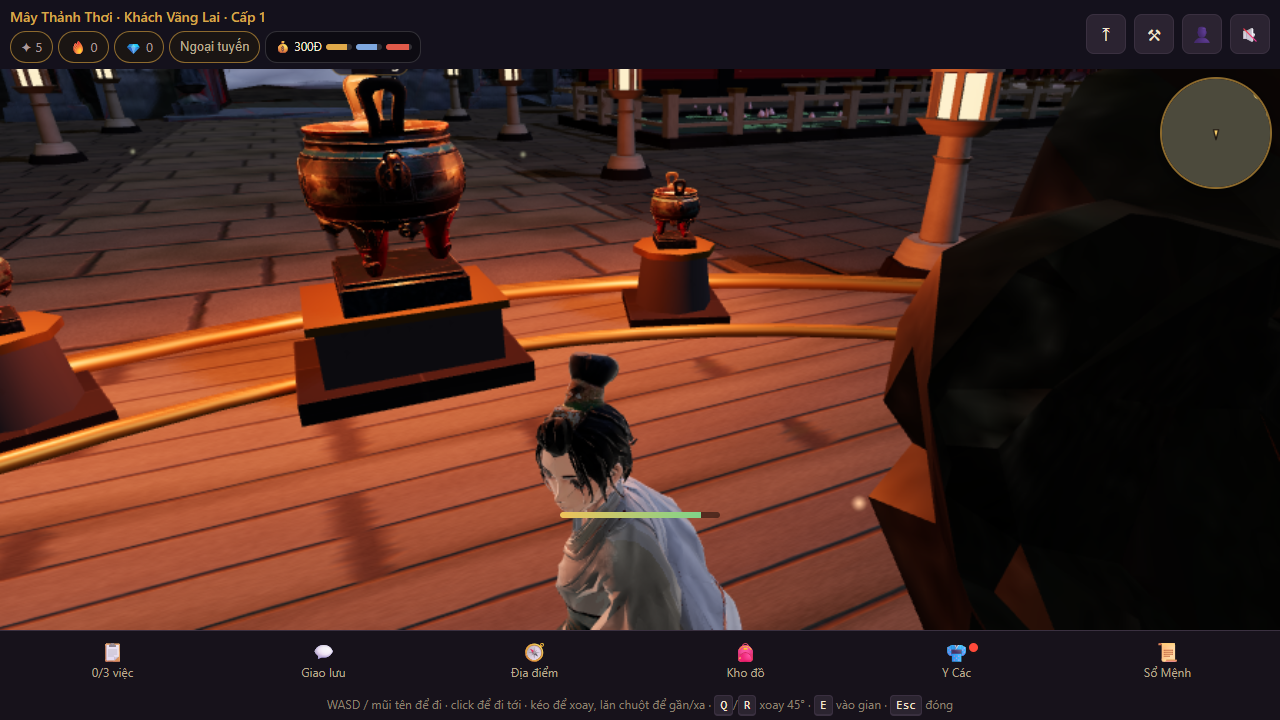 Mây Thảnh Thơi · Khách Vãng Lai · Cấp 1
5
0
0
Ngoại tuyến
300Đ
0/3 việc
Giao lưu
Địa điểm
Kho đồ
Y Các
Sổ Mệnh
WASD / mũi tên để đi · click để đi tới · kéo để xoay, lăn chuột để gần/xa · Q / R xoay 45° · E vào gian · Esc đóng